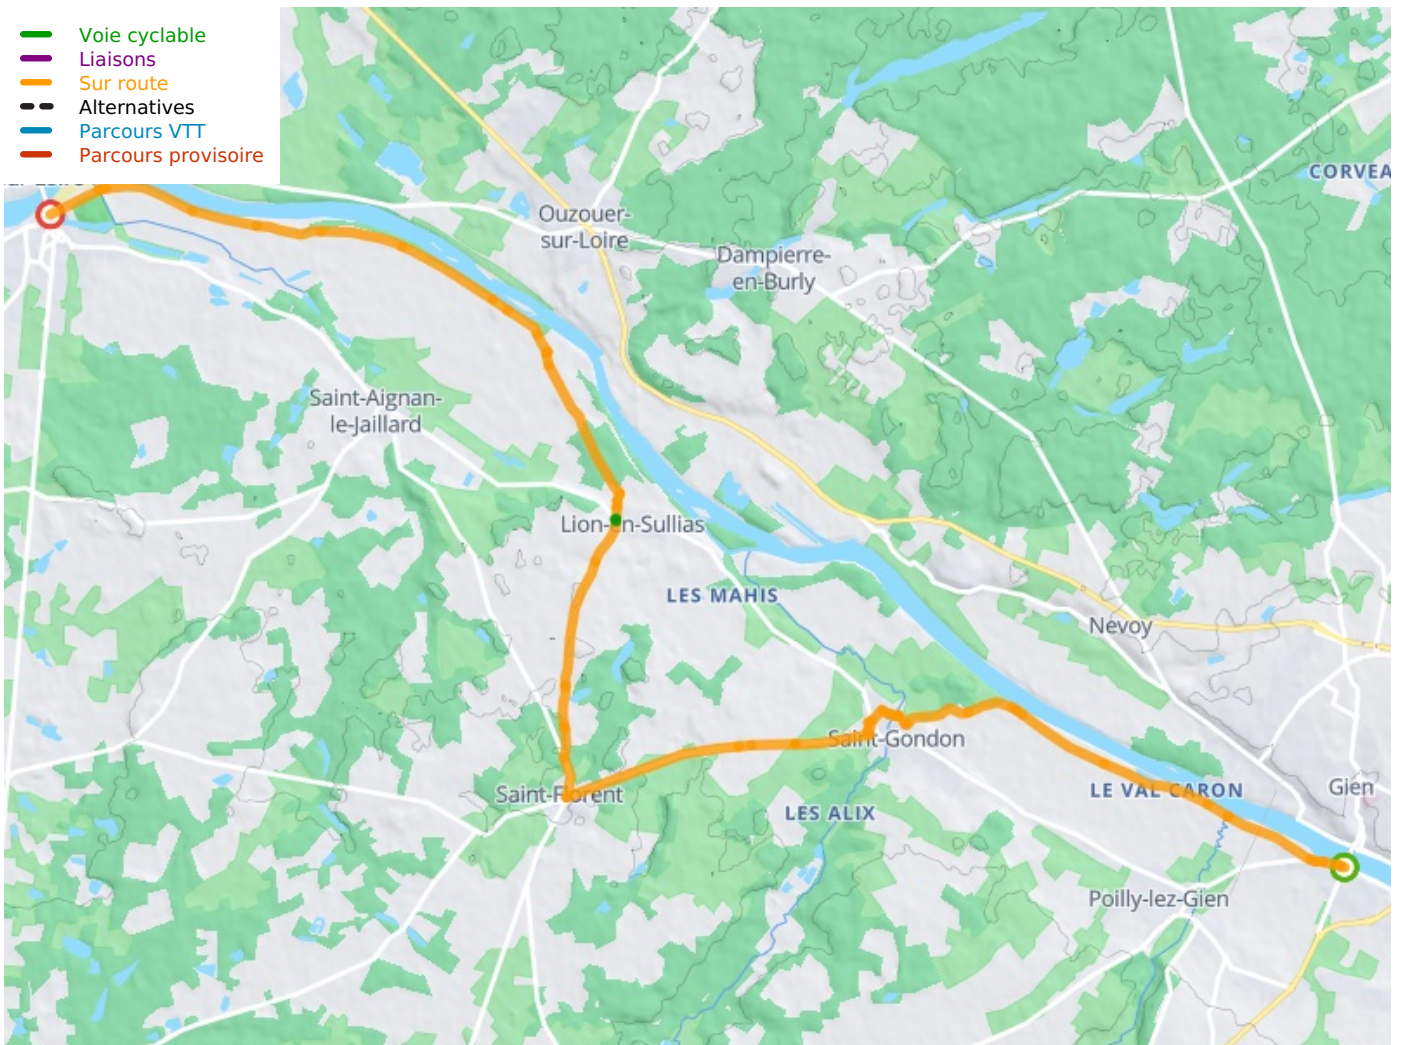 Voie cyclable
Liaisons
Sur route
Alternatives
Parcours VTT
Parcours provisoire
CORVEA
Ouzouer-
sur-Loire
Dampierre-
en-Burly
Saint-Aignan-
le-Jaillard
Lion-en-Sullias
LES MAHIS
Nevoy
Saint-Gondon
Saint-Florent
LES ALIX
LE VAL CARON
Gien
Poilly-lez-Gien